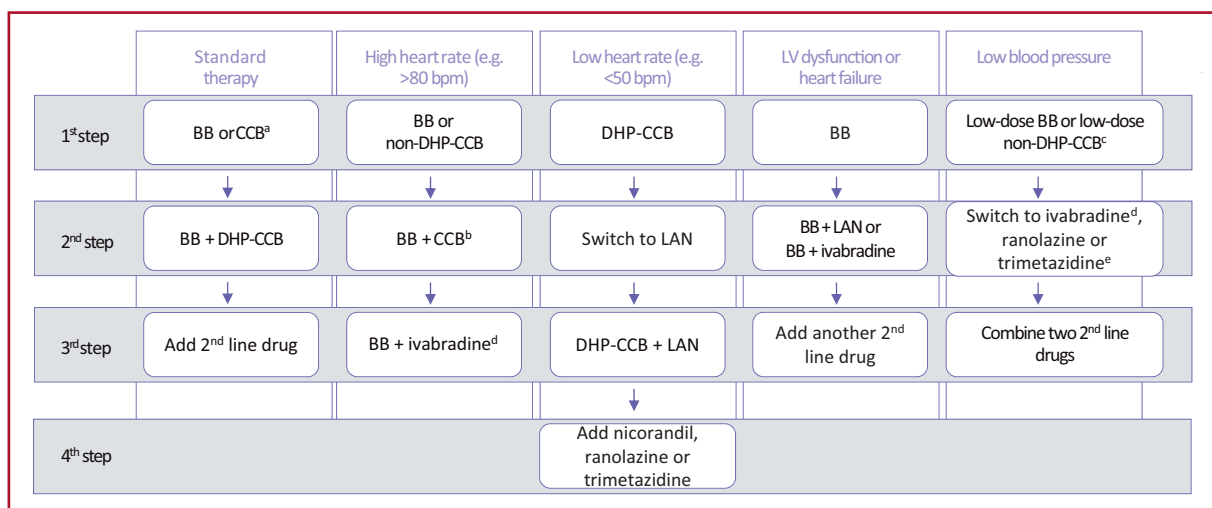 Standard
therapy
High heart rate (e.g.
>80 bpm)
Low heart rate (e.g.
<50 bpm)
LV dysfunction or
heart failure
Low blood pressure
1st step
BB orCCBa
BB or
non-DHP-CCB
DHP-CCB
BB
Low-dose BB or low-dose
non-DHP-CCBc
2nd step
BB + DHP-CCB
BB + CCBb
Switch to LAN
BB + LAN or
BB + ivabradine
Switch to ivabradined,
ranolazine or
trimetazidinee
3rd step
Add 2nd line drug
BB + ivabradined
DHP-CCB + LAN
Add another 2nd
line drug
Combine two 2nd line
drugs
4th step
Add nicorandil,
ranolazine or
trimetazidine